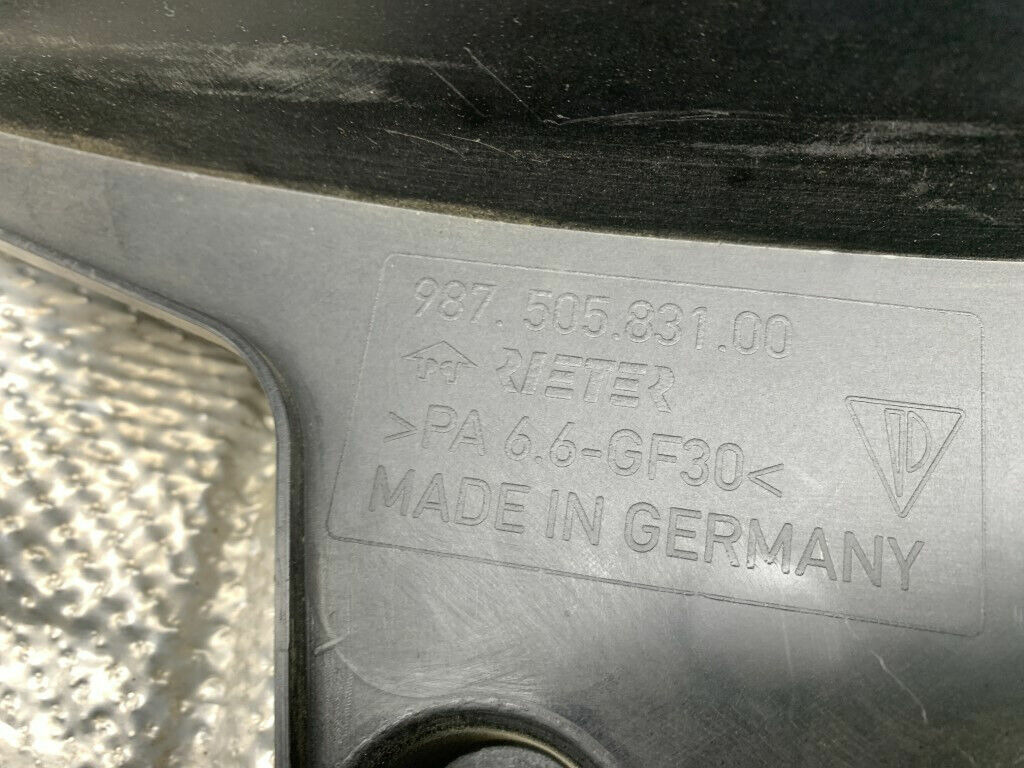 987. 505.831.00
RIETER
>PA 6.6-GF30<
MADE IN GERMANY